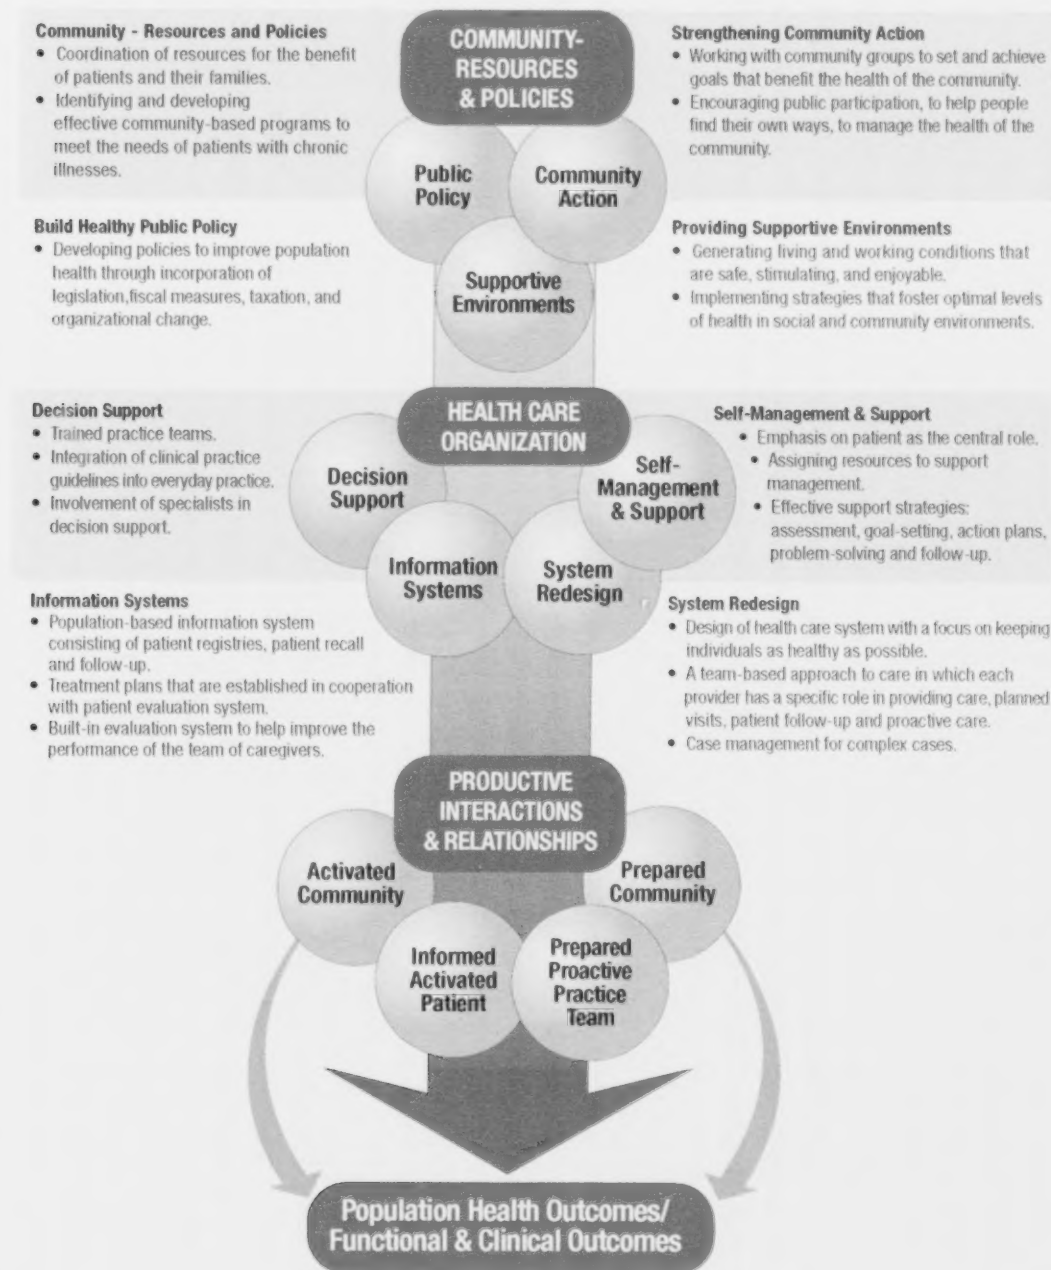 Community - Resources and Policies
• Coordination of resources for the benefit
of patients and their families.
• Identifying and developing
effective community-based programs to
meet the needs of patients with chronic
illnesses.
COMMUNITY-
RESOURCES
& POLICIES
Strengthening Community Action
• Working with community groups to set and achieve
goals that benefit the health of the community.
• Encouraging public participation, to help people
find their own ways, to manage the health of the
community.
Public
Policy
Community
Action
Supportive
Environments
Build Healthy Public Policy
• Developing policies to improve population
health through incorporation of
legislation,fiscal measures, taxation, and
organizational change.
Providing Supportive Environments
• Generating living and working conditions that
are safe, stimulating, and enjoyable.
• Implementing strategies that foster optimal levels
of health in social and community environments.
Decision Support
• Trained practice teams.
• Integration of clinical practice
guidelines into everyday practice.
• Involvement of specialists in
decision support.
HEALTH CARE
ORGANIZATION
Decision
Support
Self-
Management
& Support
Information
Systems
System
Redesign
Self-Management & Support
• Emphasis on patient as the central role.
• Assigning resources to support
management.
• Effective support strategies:
assessment, goal-setting, action plans,
problem-solving and follow-up.
Information Systems
• Population-based information system
consisting of patient registries, patient recall
and follow-up.
• Treatment plans that are established in cooperation
with patient evaluation system.
• Built-in evaluation system to help improve the
performance of the team of caregivers.
System Redesign
• Design of health care system with a focus on keeping
individuals as healthy as possible.
• A team-based approach to care in which each
provider has a specific role in providing care, planned
visits, patient follow-up and proactive care.
• Case management for complex cases.
PRODUCTIVE
INTERACTIONS
& RELATIONSHIPS
Activated
Community
Prepared
Community
Informed
Activated
Patient
Prepared
Proactive
Practice
Team
Population Health Outcomes/
Functional & Clinical Outcomes